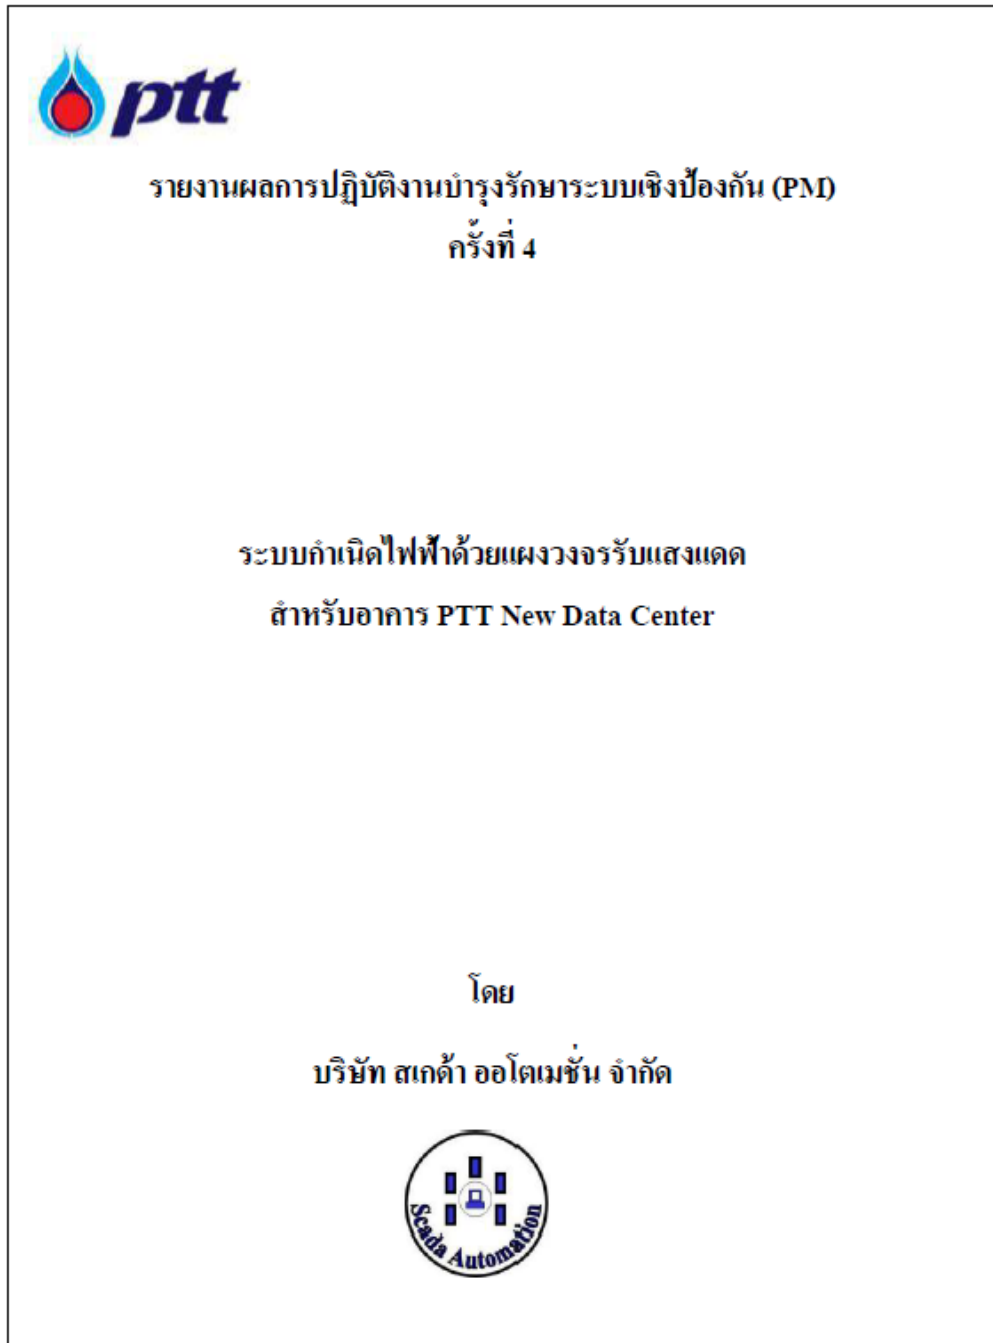 ptt
รายงานผลการปฏิบัติงานบำรุงรักษาระบบเชิงป้องกัน (PM)
ครั้งที่ 4
ระบบกำเนิดไฟฟ้าด้วยแผงวงจรรับแสงแดด
สำหรับอาคาร PTT New Data Center
โดย
บริษัท สเกด้า ออโตเมชั่น จำกัด
Scada Automation